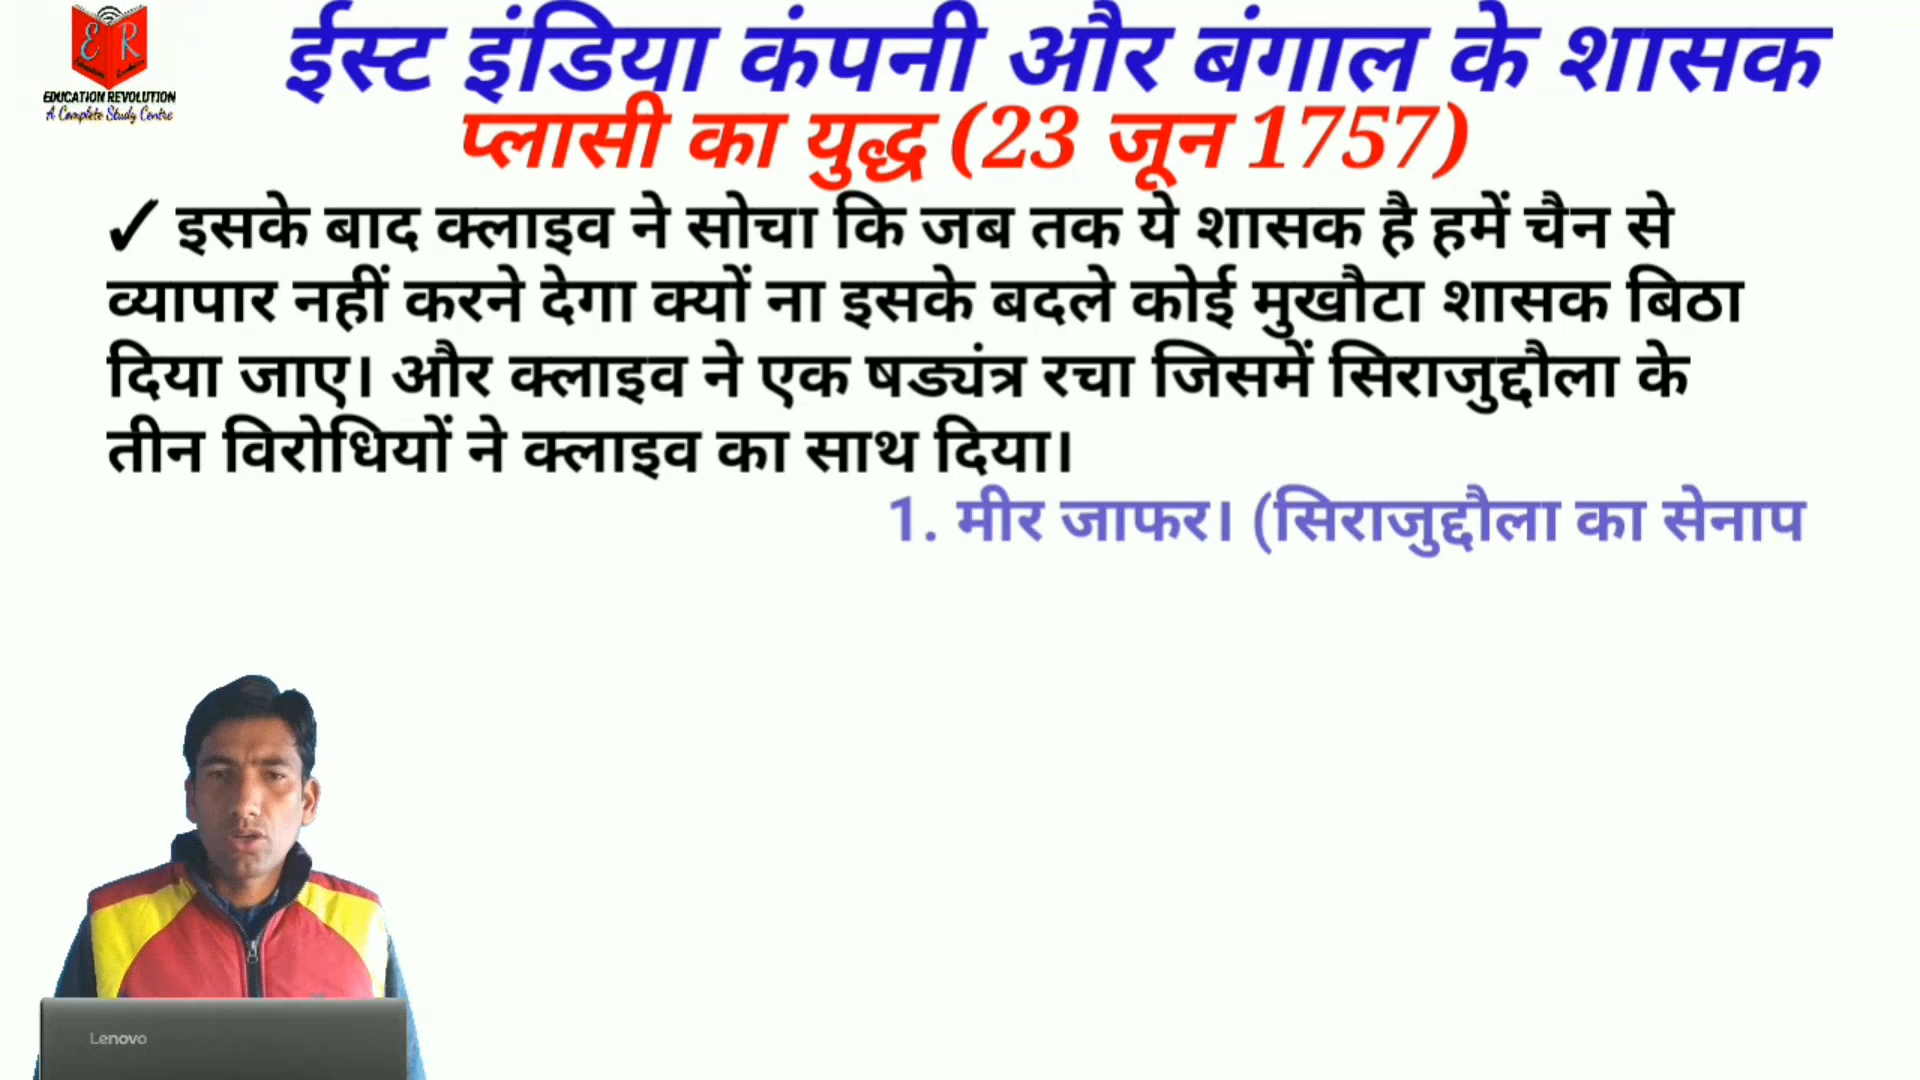 E R
EDUCATION REVOLUTION
A Complete Study Centre
ईस्ट इंडिया कंपनी और बंगाल के शासक
प्लासी का युद्ध (23 जून 1757)
✓ इसके बाद क्लाइव ने सोचा कि जब तक ये शासक है हमें चैन से
व्यापार नहीं करने देगा क्यों ना इसके बदले कोई मुखौटा शासक बिठा
दिया जाए। और क्लाइव ने एक षड्यंत्र रचा जिसमें सिराजुद्दौला के
तीन विरोधियों ने क्लाइव का साथ दिया।
1. मीर जाफर। (सिराजुद्दौला का सेनाप
Lenovo